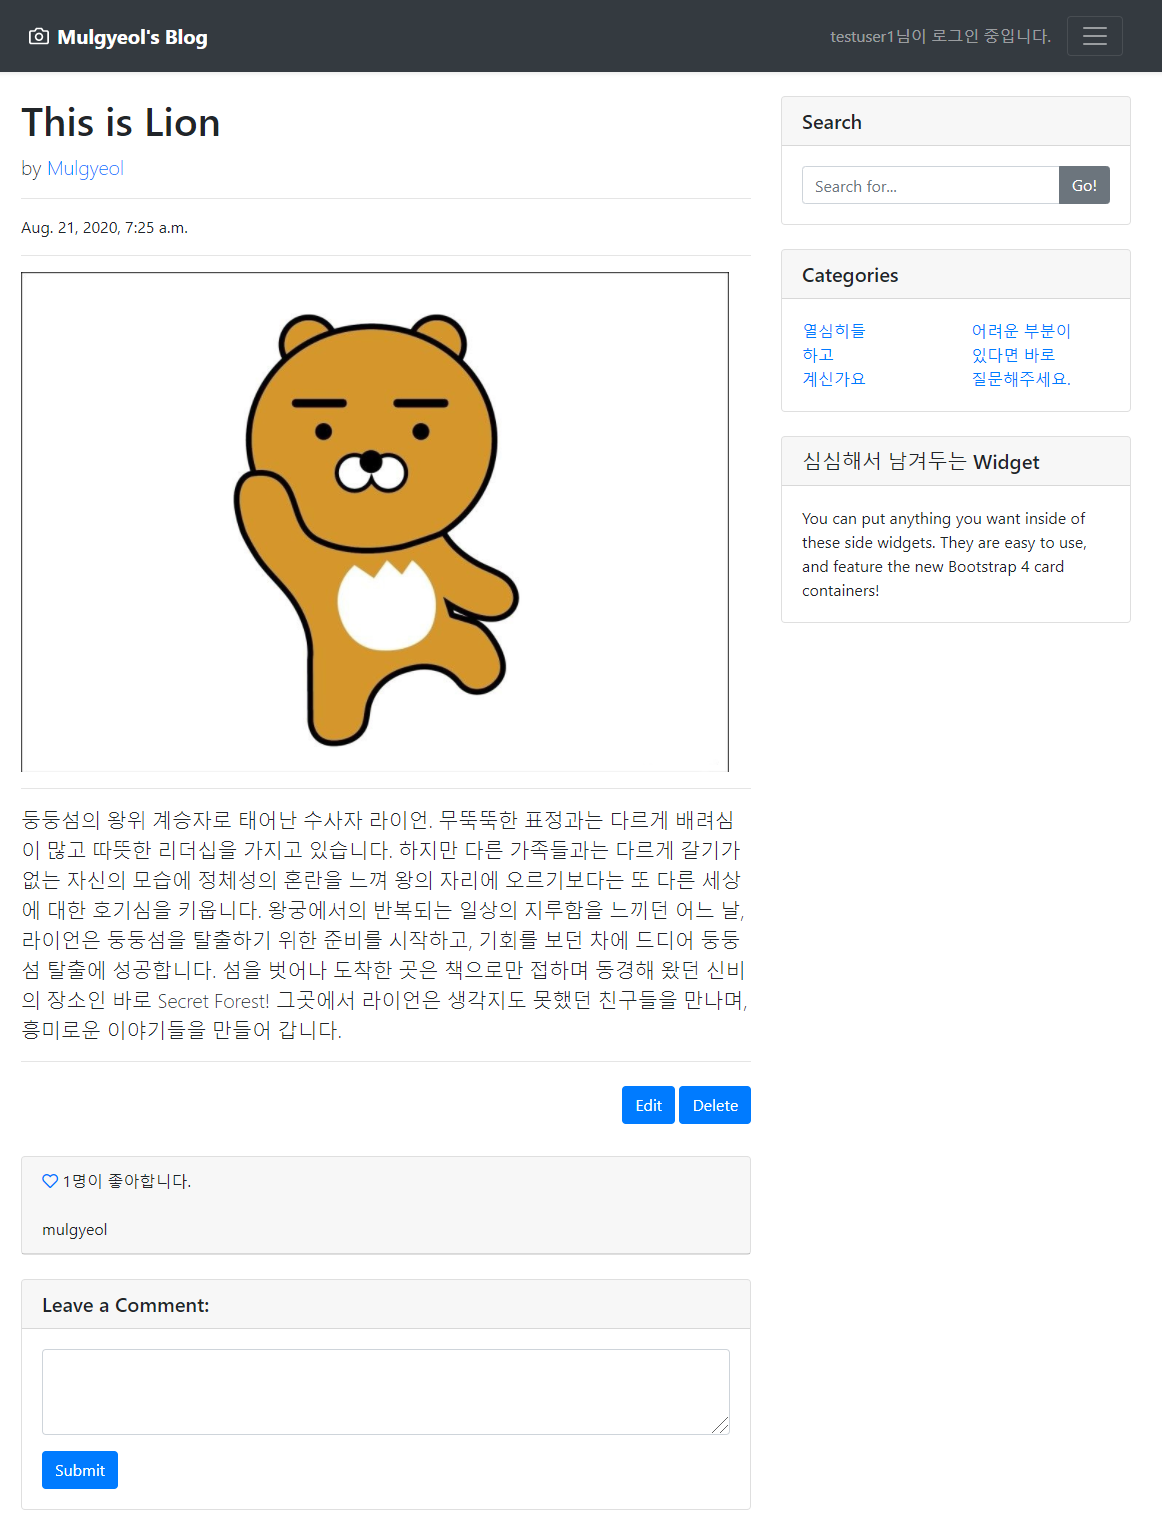 Mulgyeol's Blog
testuser1님이 로그인 중입니다.
This is Lion
by Mulgyeol
Aug. 21, 2020, 7:25 a.m.
둥둥섬의 왕위 계승자로 태어난 수사자 라이언. 무뚝뚝한 표정과는 다르게 배려심
이 많고 따뜻한 리더십을 가지고 있습니다. 하지만 다른 가족들과는 다르게 갈기가
없는 자신의 모습에 정체성의 혼란을 느껴 왕의 자리에 오르기보다는 또 다른 세상
에 대한 호기심을 키웁니다. 왕궁에서의 반복되는 일상의 지루함을 느끼던 어느 날,
라이언은 둥둥섬을 탈출하기 위한 준비를 시작하고, 기회를 보던 차에 드디어 둥둥
섬 탈출에 성공합니다. 섬을 벗어나 도착한 곳은 책으로만 접하며 동경해 왔던 신비
의 장소인 바로 Secret Forest! 그곳에서 라이언은 생각지도 못했던 친구들을 만나며,
흥미로운 이야기들을 만들어 갑니다.
Edit
Delete
1명이 좋아합니다.
mulgyeol
Leave a Comment:
Submit
Search
Search for...
Go!
Categories
열심히들
하고
계신가요
어려운 부분이
있다면 바로
질문해주세요.
심심해서 남겨두는 Widget
You can put anything you want inside of
these side widgets. They are easy to use,
and feature the new Bootstrap 4 card
containers!